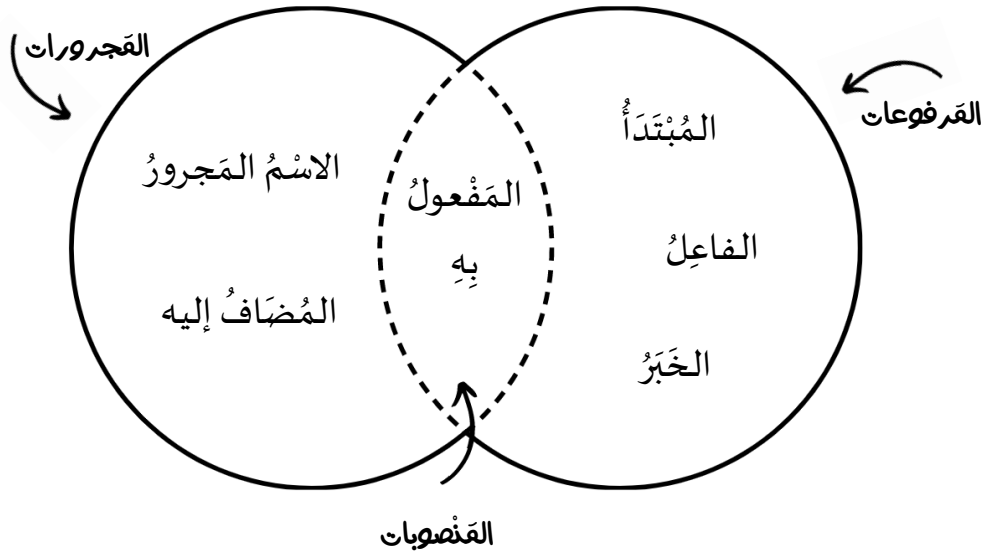 المَرفوعات
المُبْتَدَأُ
الفاعِلُ
الخَبَرُ
المَفْعولُ
بِهِ
المَنْصوبات
المَجرورات
الاسْمُ المَجرورُ
المُضَافُ إليه